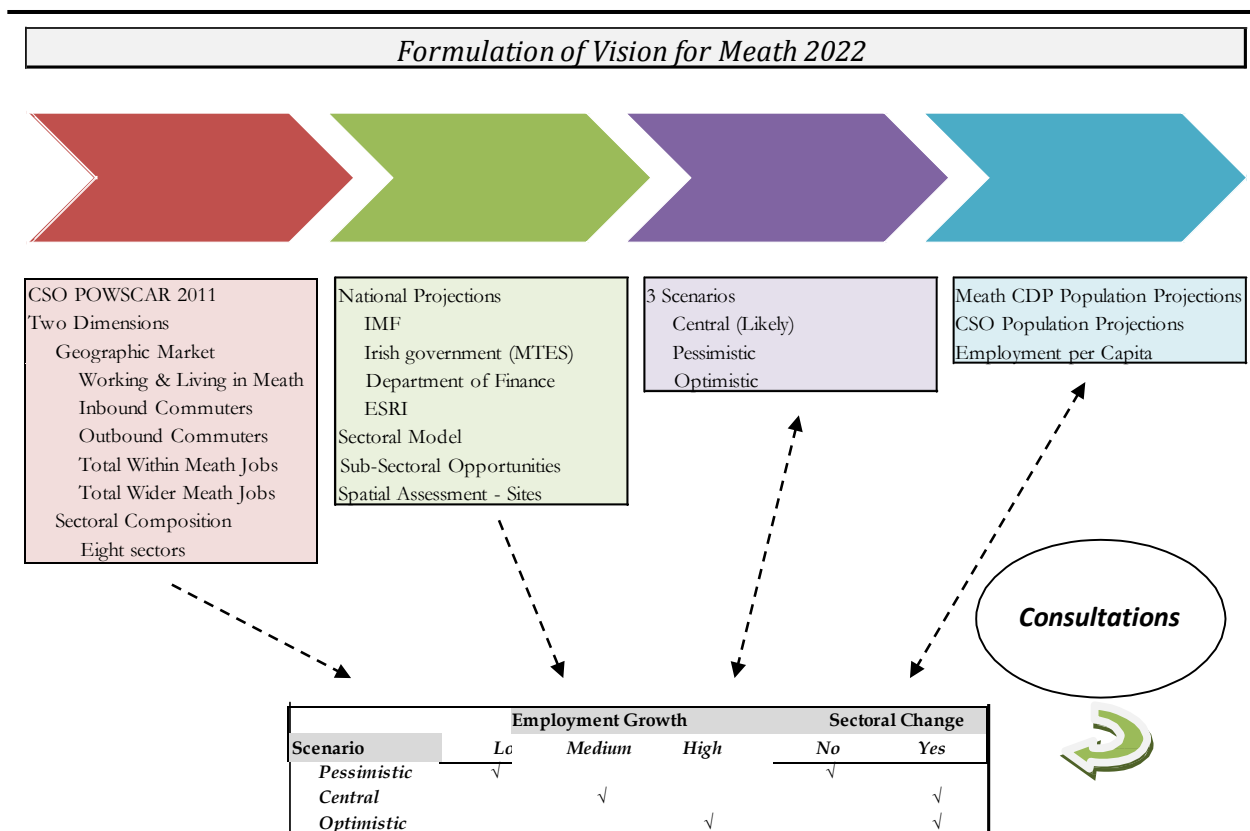 Formulation of Vision for Meath 2022
CSO POWSCAR 2011
Two Dimensions
Geographic Market
Working & Living in Meath
Inbound Commuters
Outbound Commuters
Total Within Meath Jobs
Total Wider Meath Jobs
Sectoral Composition
Eight sectors
National Projections
IMF
Irish government (MTES)
Department of Finance
ESRI
Sectoral Model
Sub-Sectoral Opportunities
Spatial Assessment - Sites
3 Scenarios
Central (Likely)
Pessimistic
Optimistic
Meath CDP Population Projections
CSO Population Projections
Employment per Capita
Consultations
Employment Growth Sectoral Change
Scenario Lo Medium High No Yes
Pessimistic √ √
Central √ √
Optimistic √ √